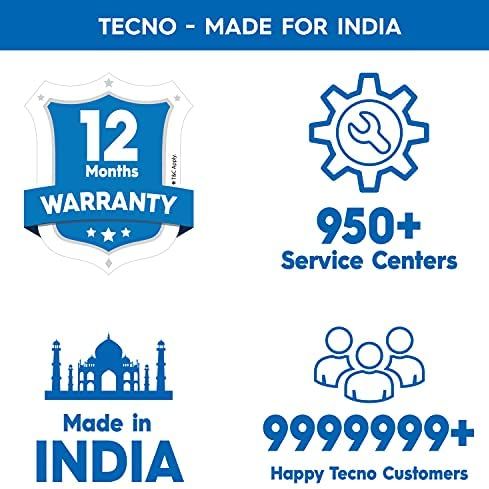 TECNO - MADE FOR INDIA
12
Months
WARRANTY
* T&C Apply.
950+
Service Centers
Made in
INDIA
9999999+
Happy Tecno Customers